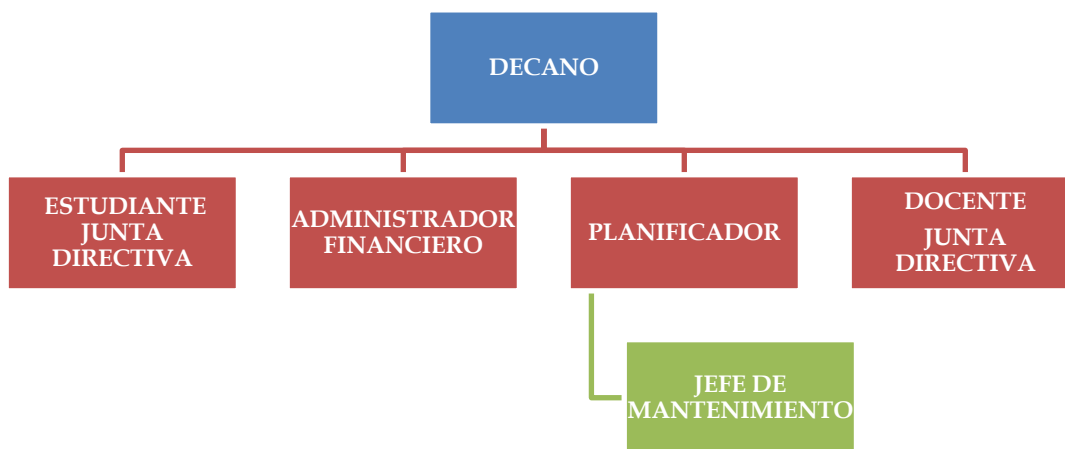 DECANO
ESTUDIANTE
JUNTA
DIRECTIVA
ADMINISTRADOR
FINANCIERO
PLANIFICADOR
DOCENTE
JUNTA
DIRECTIVA
JEFE DE
MANTENIMIENTO